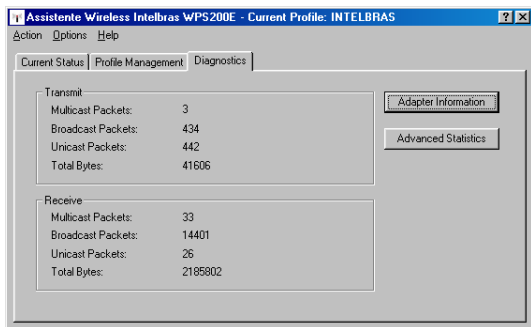 Assistente Wireless Intelbras WPS200E - Current Profile: INTELBRAS
Action Options Help
Current Status Profile Management Diagnostics
Transmit
Multicast Packets: 3
Broadcast Packets: 434
Unicast Packets: 442
Total Bytes: 41606
Adapter Information
Advanced Statistics
Receive
Multicast Packets: 33
Broadcast Packets: 14401
Unicast Packets: 26
Total Bytes: 2185802